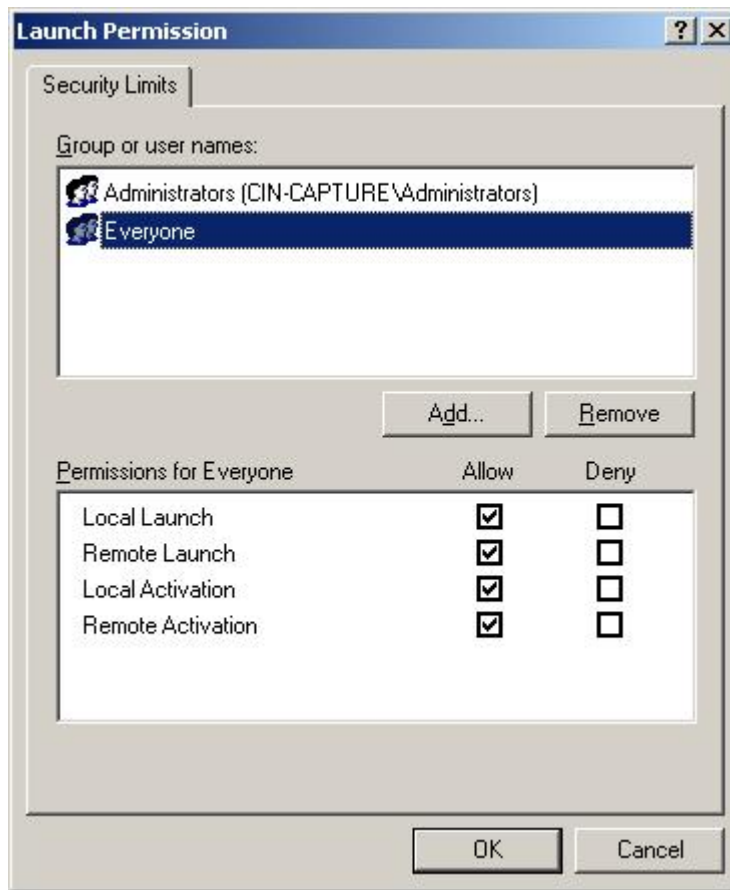 Launch Permission
Security Limits
Group or user names:
Administrators (CIN-CAPTURE\Administrators)
Everyone
Add...
Remove
Permissions for Everyone Allow Deny
Local Launch
Remote Launch
Local Activation
Remote Activation
OK
Cancel